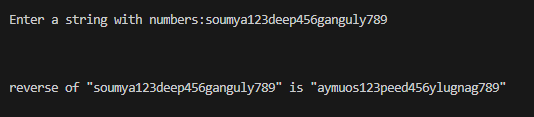 Enter a string with numbers:soumya123deep456ganguly789
reverse of "soumya123deep456ganguly789" is "aymuos123peed456ylugnag789"